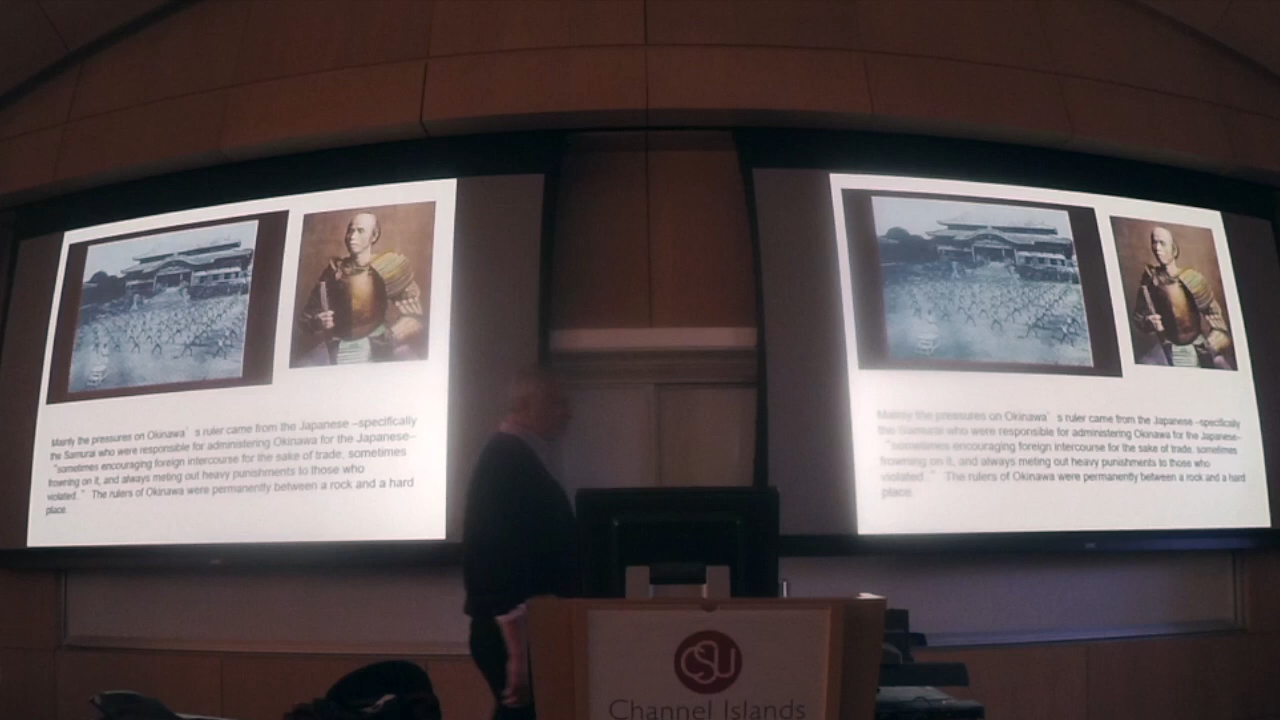 Mainly the pressures on Okinawa's ruler came from the Japanese –specifically
the Samurai who were responsible for administering Okinawa for the Japanese–
"sometimes encouraging foreign intercourse for the sake of trade, sometimes
frowning on it, and always meting out heavy punishments to those who
violated.." The rulers of Okinawa were permanently between a rock and a hard
place.
Mainly the pressures on Okinawa's ruler came from the Japanese –specifically
the Samurai who were responsible for administering Okinawa for the Japanese–
"sometimes encouraging foreign intercourse for the sake of trade, sometimes
frowning on it, and always meting out heavy punishments to those who
violated.." The rulers of Okinawa were permanently between a rock and a hard
place.
CSU
Channel Islands